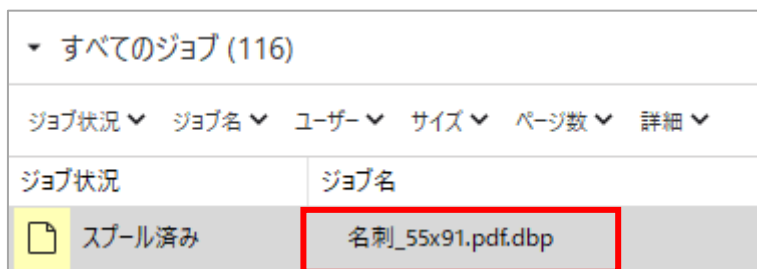 すべてのジョブ (116)
ジョブ状況 ジョブ名 ユーザー サイズ ページ数 詳細
ジョブ状況 ジョブ名
スプール済み 名刺_55x91.pdf.dbp